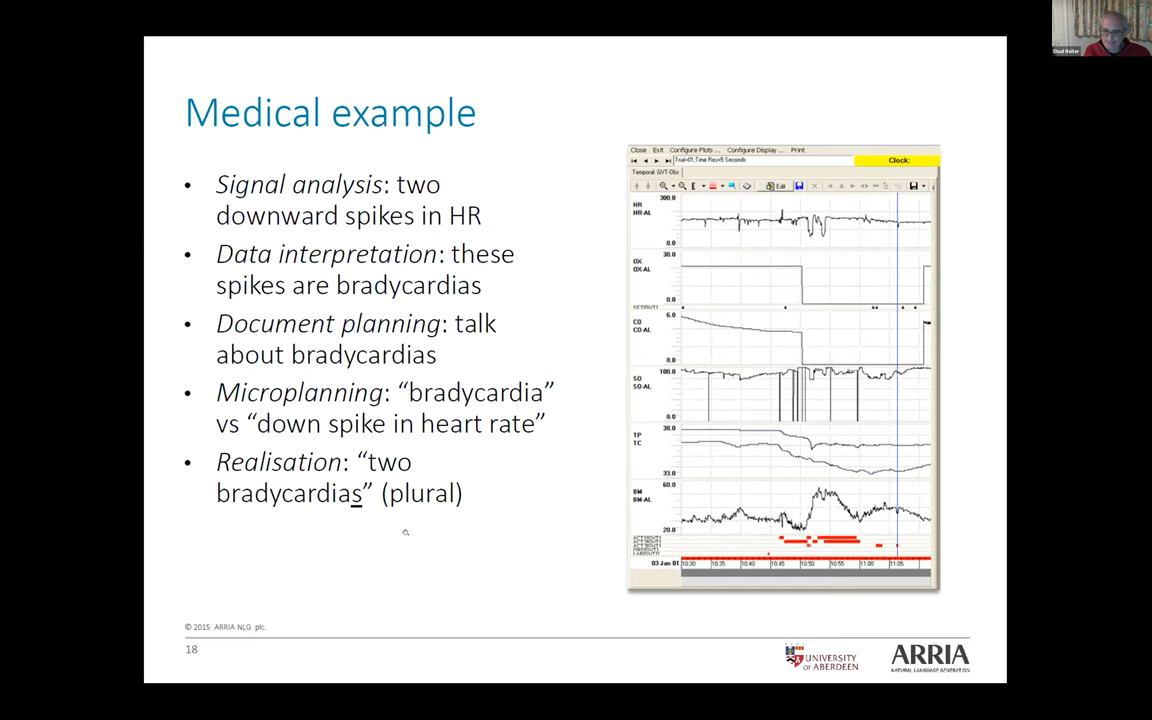 Ehud Reiter
Medical example
• Signal analysis: two
downward spikes in HR
• Data interpretation: these
spikes are bradycardias
• Document planning: talk
about bradycardias
• Microplanning: “bradycardia”
vs “down spike in heart rate”
• Realisation: “two
bradycardias” (plural)
Close Exit Configure Plots ... Configure Display ... Print
Trial=01;Time Res=5 Seconds
Clock:
Temporal: GVT-Obs
Edit
HR 300.0
HR-AL
0.0
OX 30.0
OX-AL
0.0
CO 6.0
CO-AL
0.0
SO 100.0
SO-AL
0.0
TP 38.0
TC
33.0
BM 60.0
BM-AL
20.0
03 Jan 01 10:30 10:35 10:40 10:45 10:50 10:55 11:00 11:05
© 2015 ARRIA NLG plc.
18
UNIVERSITY
OF ABERDEEN
ARRIA
NATURAL LANGUAGE GENERATION